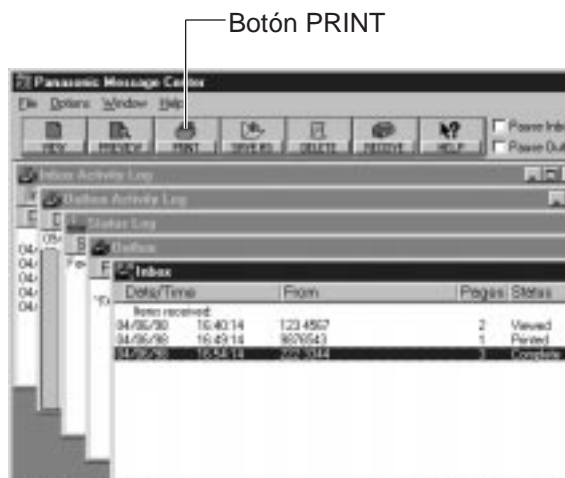 Botón PRINT
Panasonic Message Center
File Options Window Help
VIEW PREVIEW PRINT SAVE AS DELETE RECEIVE HELP
Pause Inb
Pause Out
Inbox Activity Log
Outbox Activity Log
Status Log
Outbox
Inbox
Date/Time From Pages Status
Items received:
04/06/98 16:40:14 123 4567 2 Viewed
04/06/98 16:49:14 9876543 1 Printed
04/06/98 16:54:14 222 3344 3 Complete